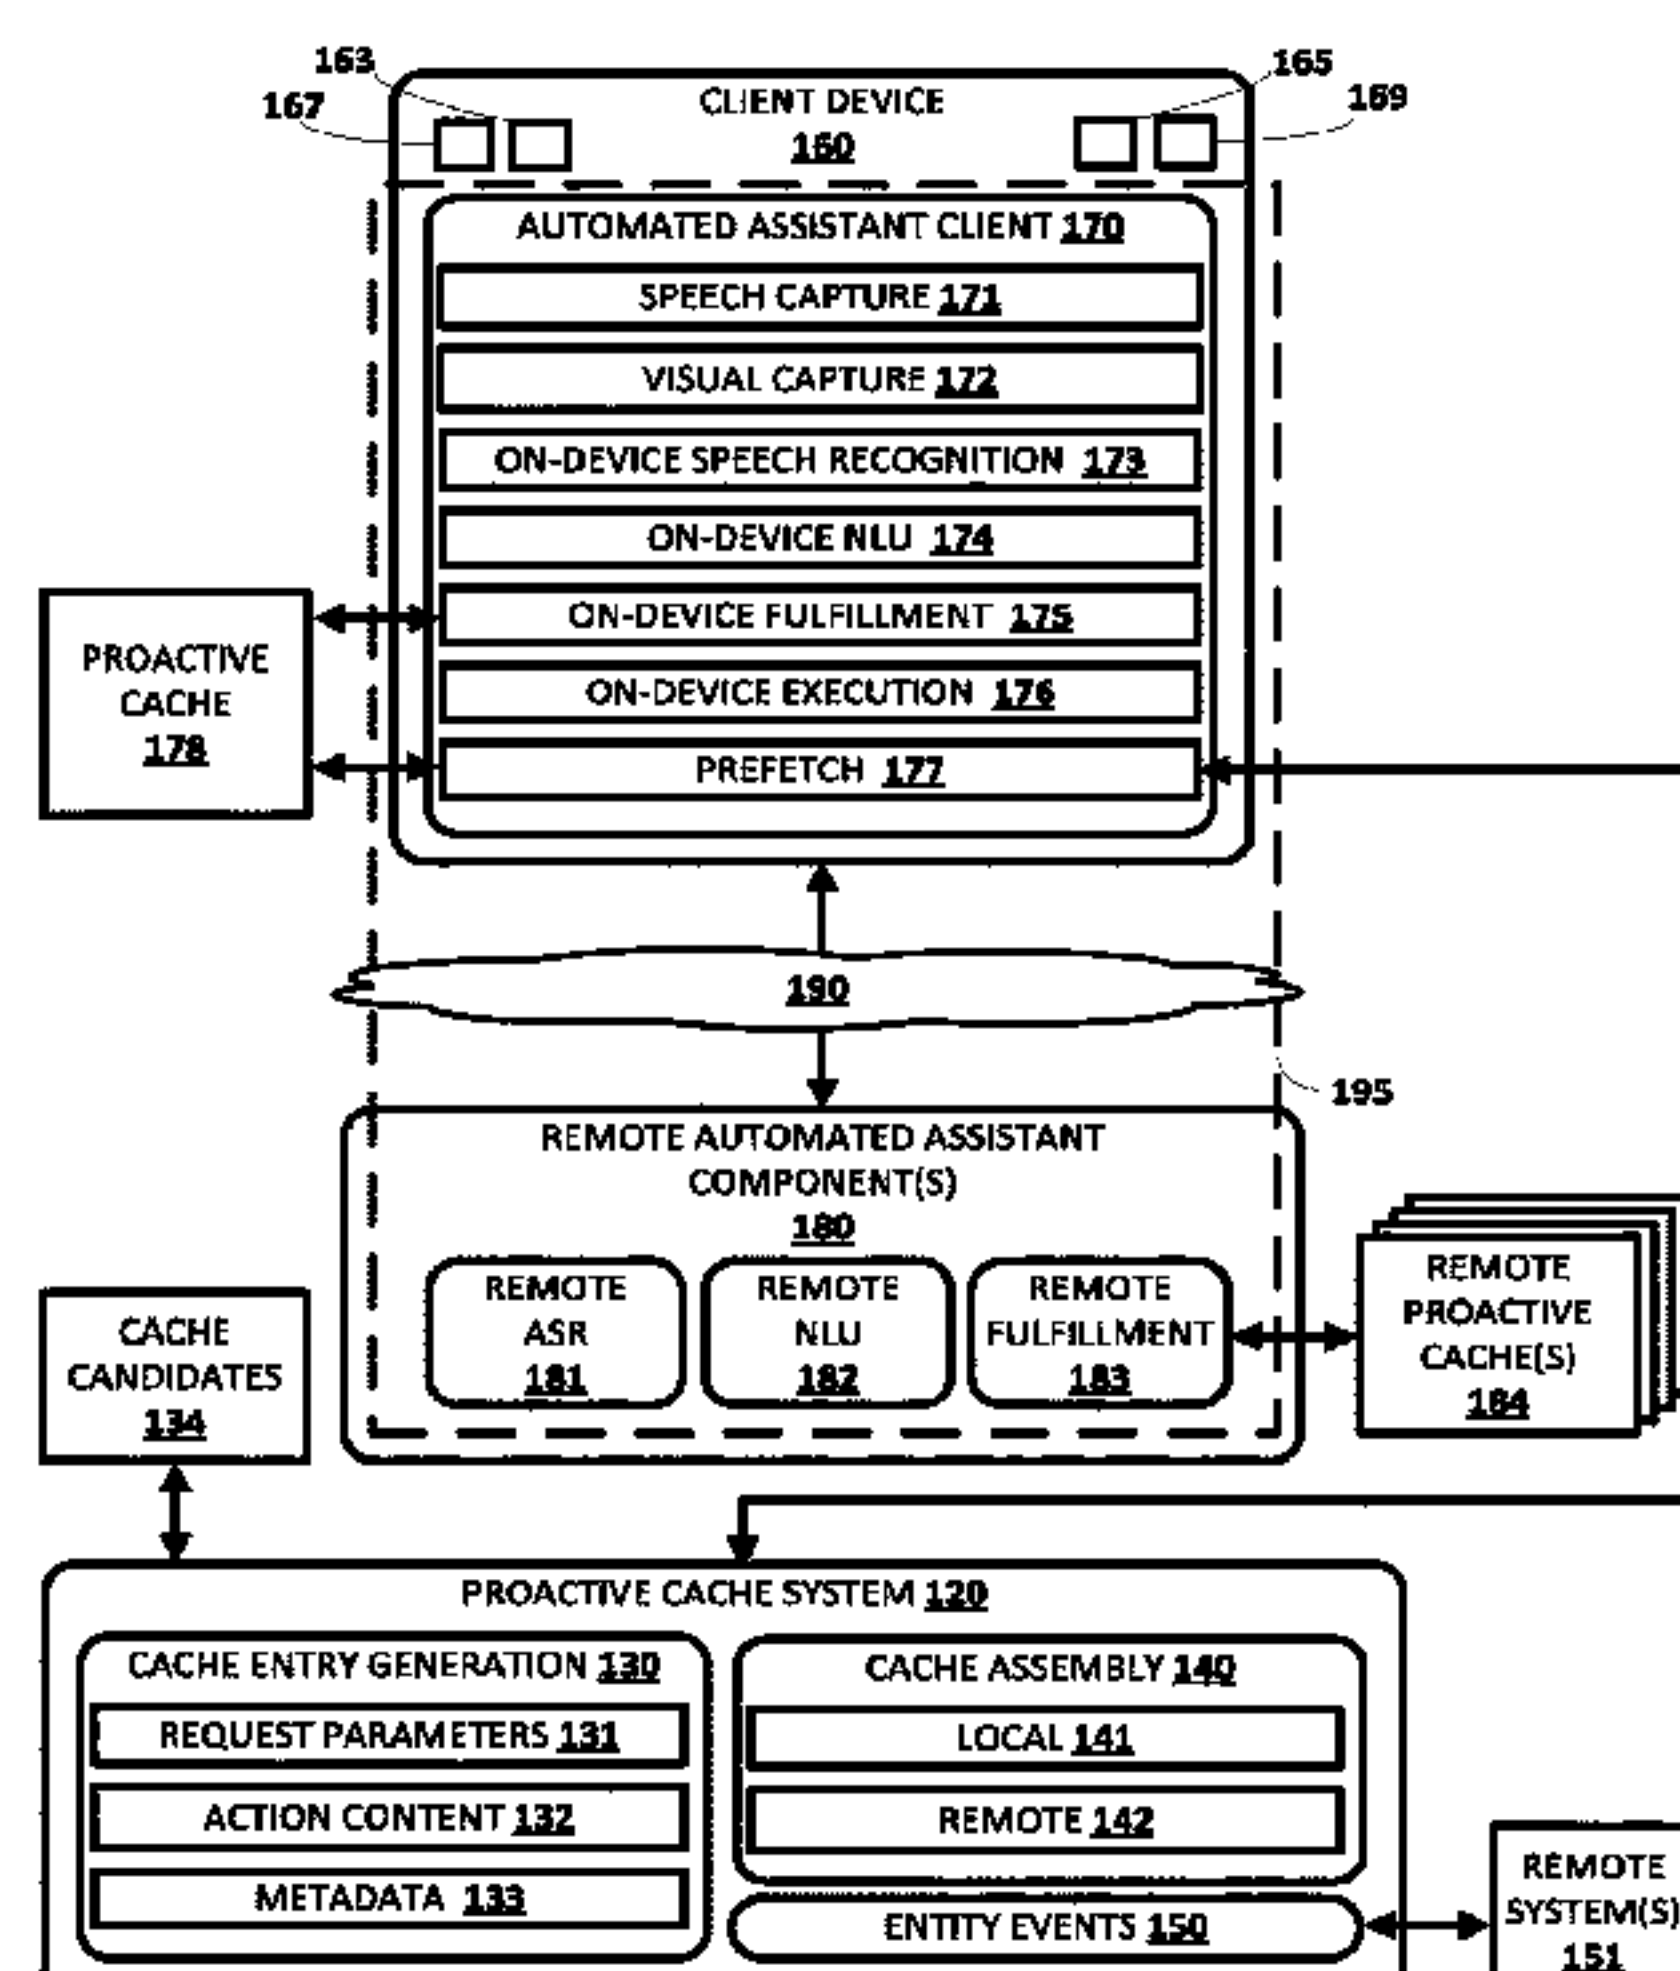 163
165
167
169
CLIENT DEVICE
160
AUTOMATED ASSISTANT CLIENT 170
SPEECH CAPTURE 171
VISUAL CAPTURE 172
ON-DEVICE SPEECH RECOGNITION 173
ON-DEVICE NLU 174
ON-DEVICE FULFILLMENT 175
ON-DEVICE EXECUTION 176
PREFETCH 177
PROACTIVE
CACHE
178
190
195
REMOTE AUTOMATED ASSISTANT
COMPONENT(S)
180
REMOTE
ASR
181
REMOTE
NLU
182
REMOTE
FULFILLMENT
183
REMOTE
PROACTIVE
CACHE(S)
184
CACHE
CANDIDATES
134
PROACTIVE CACHE SYSTEM 120
CACHE ENTRY GENERATION 130
REQUEST PARAMETERS 131
ACTION CONTENT 132
METADATA 133
CACHE ASSEMBLY 140
LOCAL 141
REMOTE 142
ENTITY EVENTS 150
REMOTE
SYSTEM(S)
151